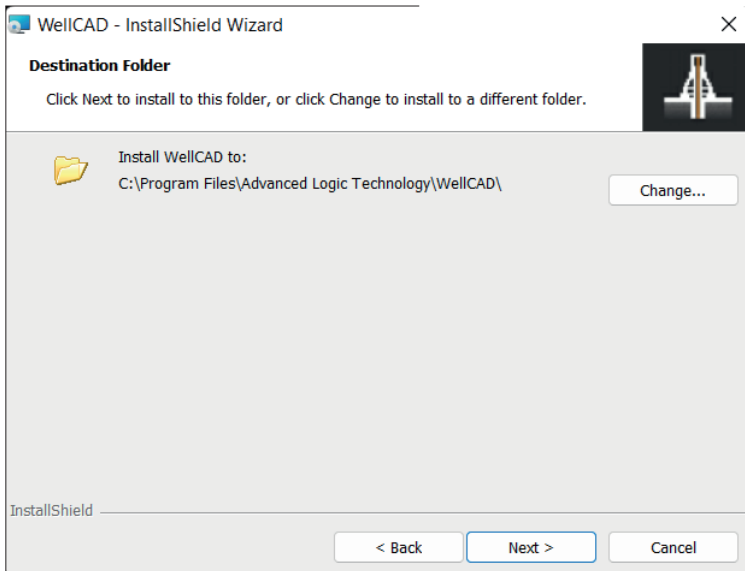 WellCAD - InstallShield Wizard
Destination Folder
Click Next to install to this folder, or click Change to install to a different folder.
Install WellCAD to:
C:\Program Files\Advanced Logic Technology\WellCAD\
Change...
InstallShield
< Back
Next >
Cancel